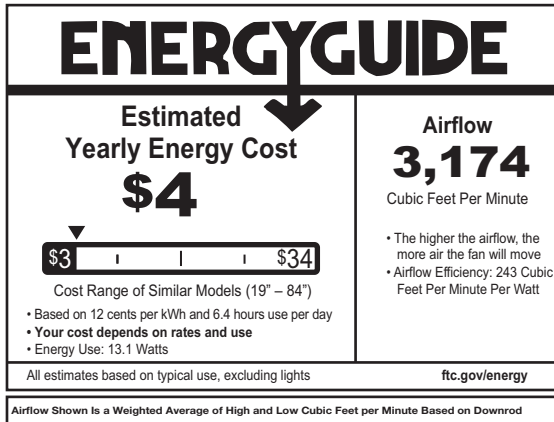 ENERGYGUIDE
Estimated
Yearly Energy Cost
$4
$3
$34
Cost Range of Similar Models (19” – 84”)
• Based on 12 cents per kWh and 6.4 hours use per day
• Your cost depends on rates and use
• Energy Use: 13.1 Watts
Airflow
3,174
Cubic Feet Per Minute
• The higher the airflow, the
more air the fan will move
• Airflow Efficiency: 243 Cubic
Feet Per Minute Per Watt
All estimates based on typical use, excluding lights
ftc.gov/energy
Airflow Shown Is a Weighted Average of High and Low Cubic Feet per Minute Based on Downrod